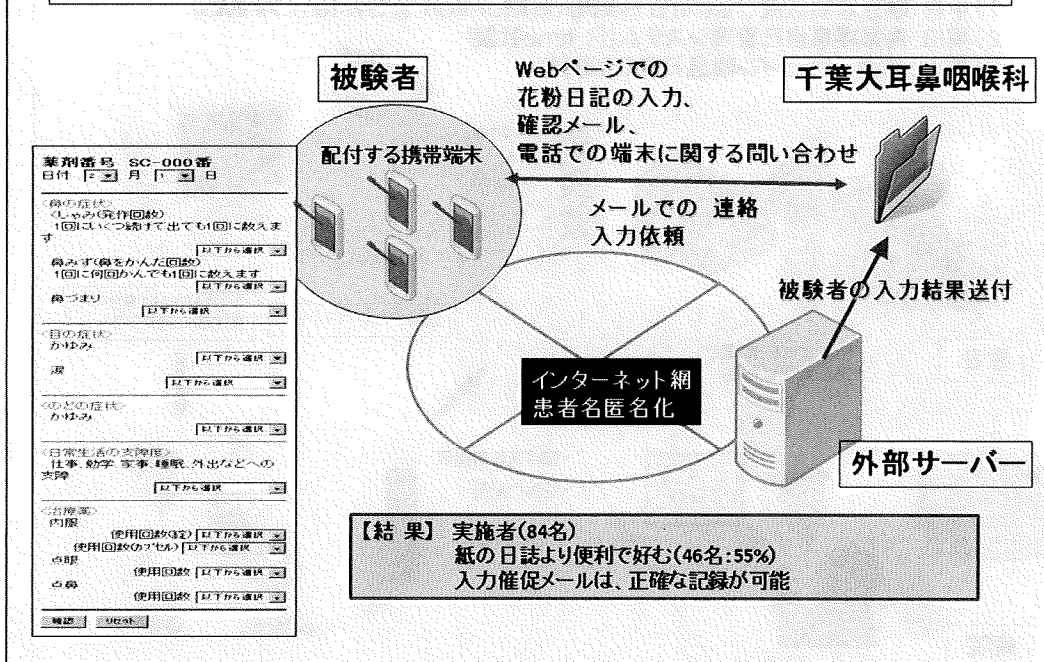 被験者
Webページでの
花粉日記の入力、
確認メール、
電話での端末に関する問い合わせ
千葉大耳鼻咽喉科
配付する携帯端末
メールでの 連絡
入力依頼
被験者の入力結果送付
インターネット網
患者名匿名化
外部サーバー
薬剤番号 SC-000番
日付 2 月 1 日
<鼻の症状>
くしゃみ(発作回数)
1回にいくつ続けて出ても1回に数えま
す
以下から選択
鼻みず(鼻をかんだ回数)
1回に何回かんでも1回に数えます
以下から選択
鼻づまり
以下から選択
<目の症状>
かゆみ
以下から選択
涙
以下から選択
<のどの症状>
かゆみ
以下から選択
<日常生活の支障度>
仕事、勉学、家事、睡眠、外出などへの
支障
以下から選択
<治療薬>
内服
使用回数(錠) 以下から選択
使用回数(カプセル) 以下から選択
点眼
使用回数 以下から選択
点鼻
使用回数 以下から選択
確認 リセット
【結 果】 実施者(84名)
紙の日誌より便利で好む(46名:55%)
入力催促メールは、正確な記録が可能